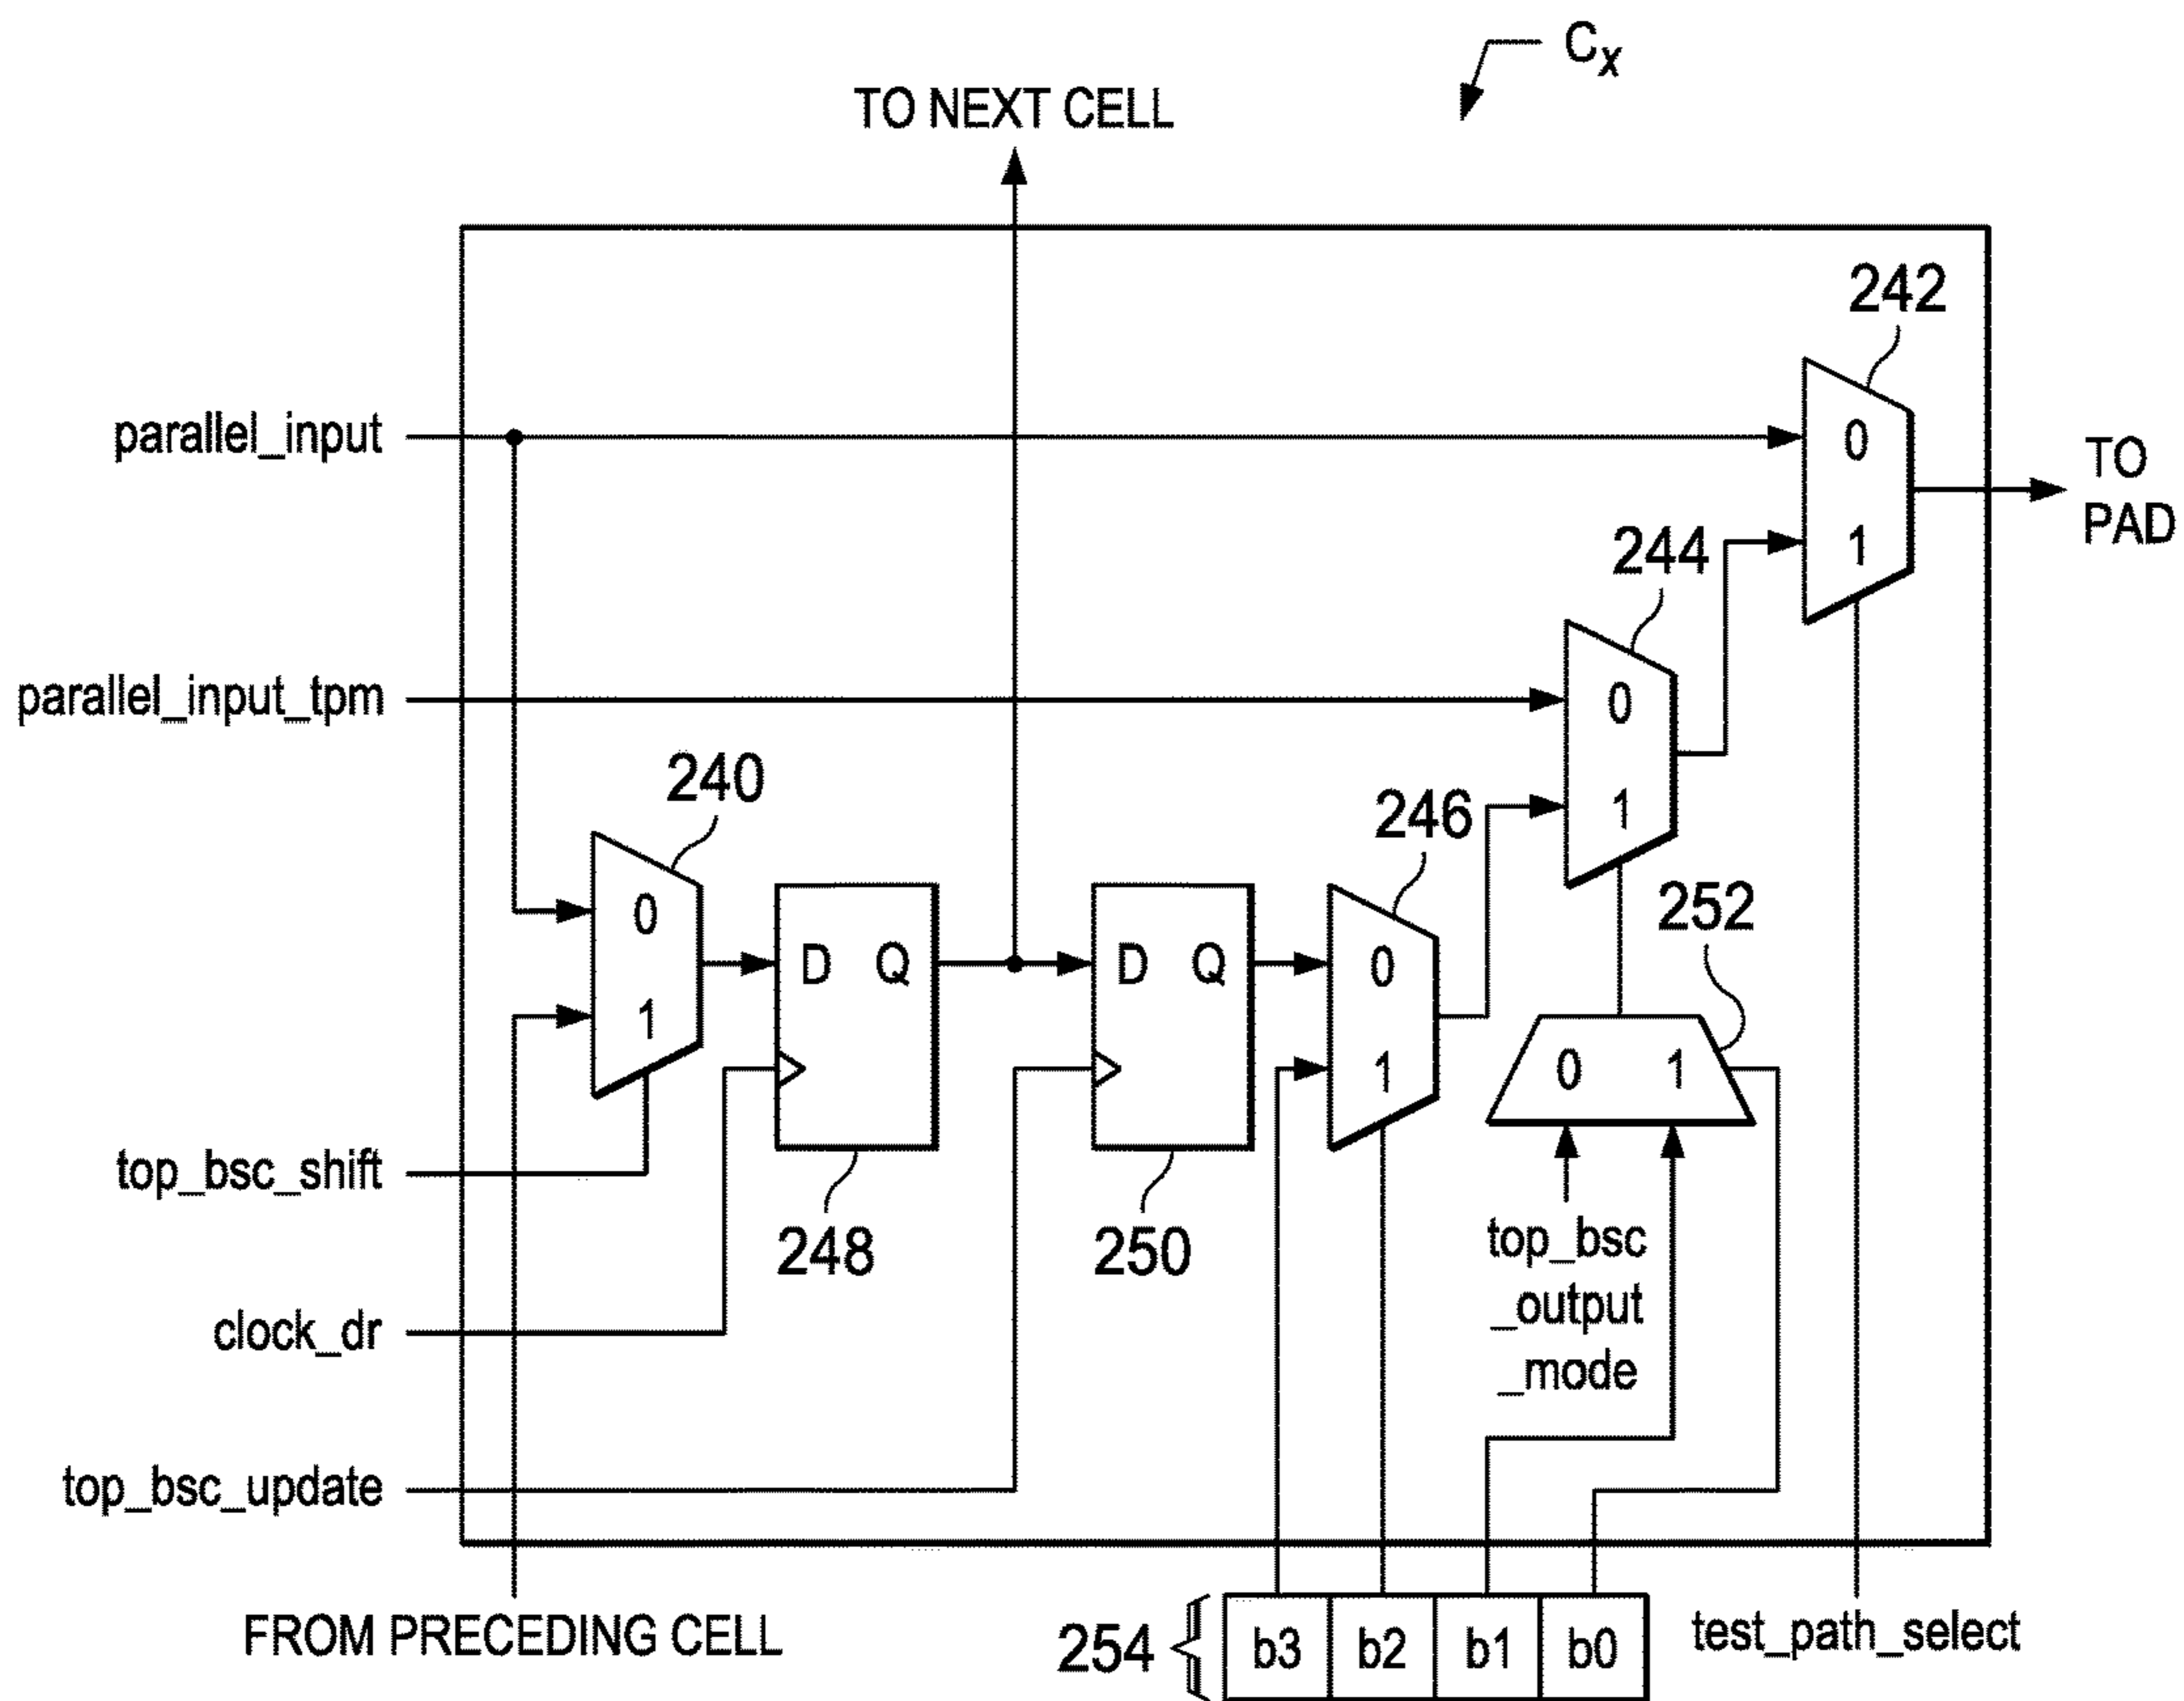 Cx
TO NEXT CELL
242
parallel_input
0
TO
PAD
1
244
parallel_input_tpm
0
240
246
1
252
0
D Q
D Q
0
1
1
0 1
top_bsc_shift
248
250
top_bsc
_output
_mode
clock_dr
top_bsc_update
FROM PRECEDING CELL
254
b3 b2 b1 b0
test_path_select